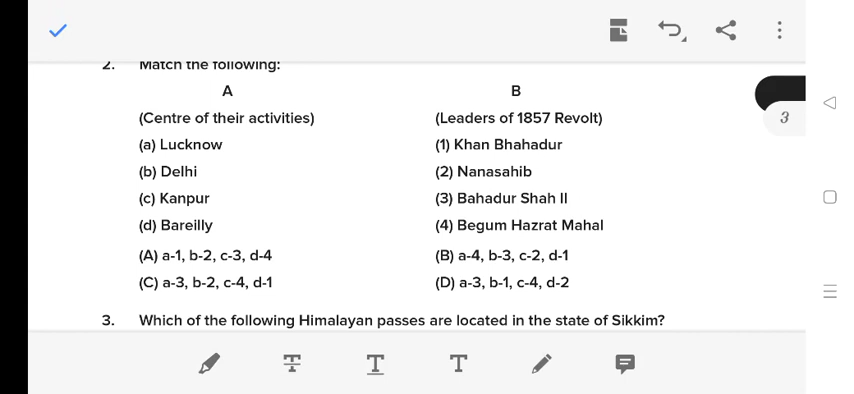 2. Match the following:
A B
(Centre of their activities) (Leaders of 1857 Revolt)
(a) Lucknow (1) Khan Bhahadur
(b) Delhi (2) Nanasahib
(c) Kanpur (3) Bahadur Shah II
(d) Bareilly (4) Begum Hazrat Mahal
(A) a-1, b-2, c-3, d-4 (B) a-4, b-3, c-2, d-1
(C) a-3, b-2, c-4, d-1 (D) a-3, b-1, c-4, d-2
3. Which of the following Himalayan passes are located in the state of Sikkim?
3